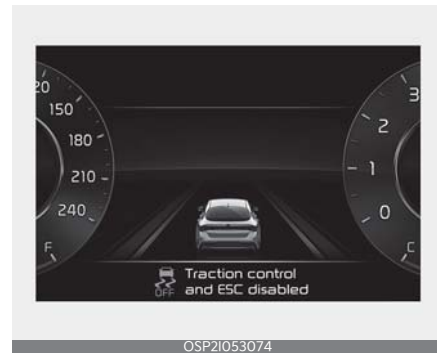 20
150
180
210
240
F
3
2
1
0
C
OFF
Traction control
and ESC disabled
OSP2I053074